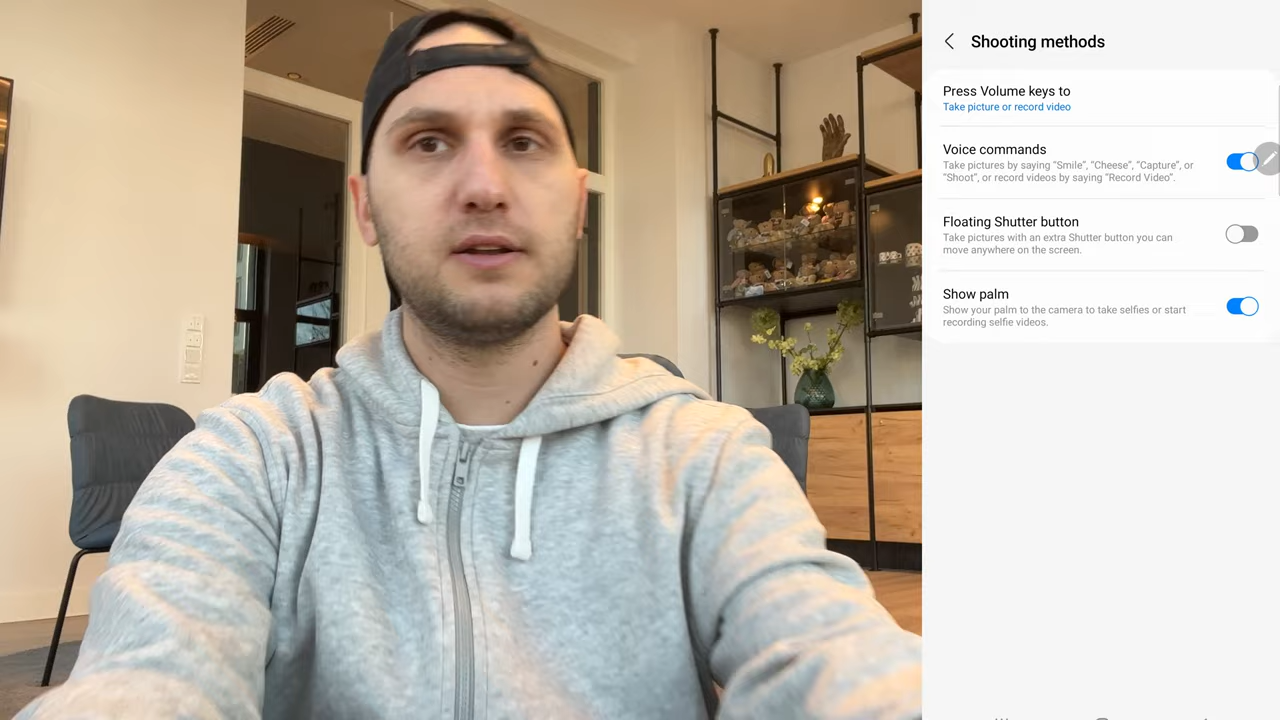 Shooting methods
Press Volume keys to
Take picture or record video
Voice commands
Take pictures by saying “Smile”, “Cheese”, “Capture”, or
“Shoot”, or record videos by saying “Record Video”.
Floating Shutter button
Take pictures with an extra Shutter button you can
move anywhere on the screen.
Show palm
Show your palm to the camera to take selfies or start
recording selfie videos.